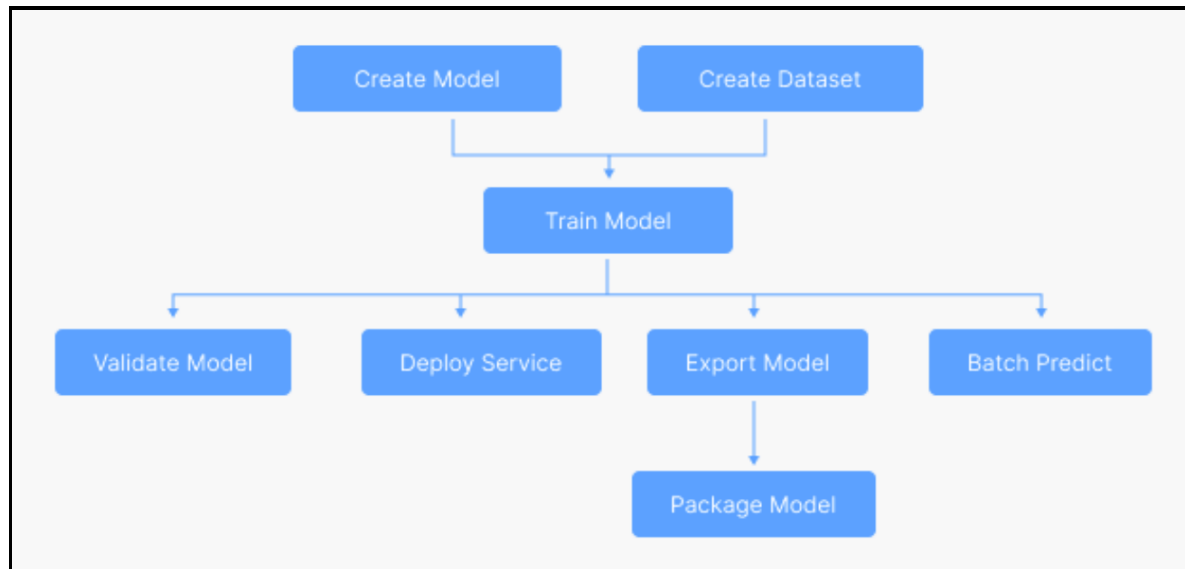 Create Model
Create Dataset
Train Model
Validate Model
Deploy Service
Export Model
Batch Predict
Package Model